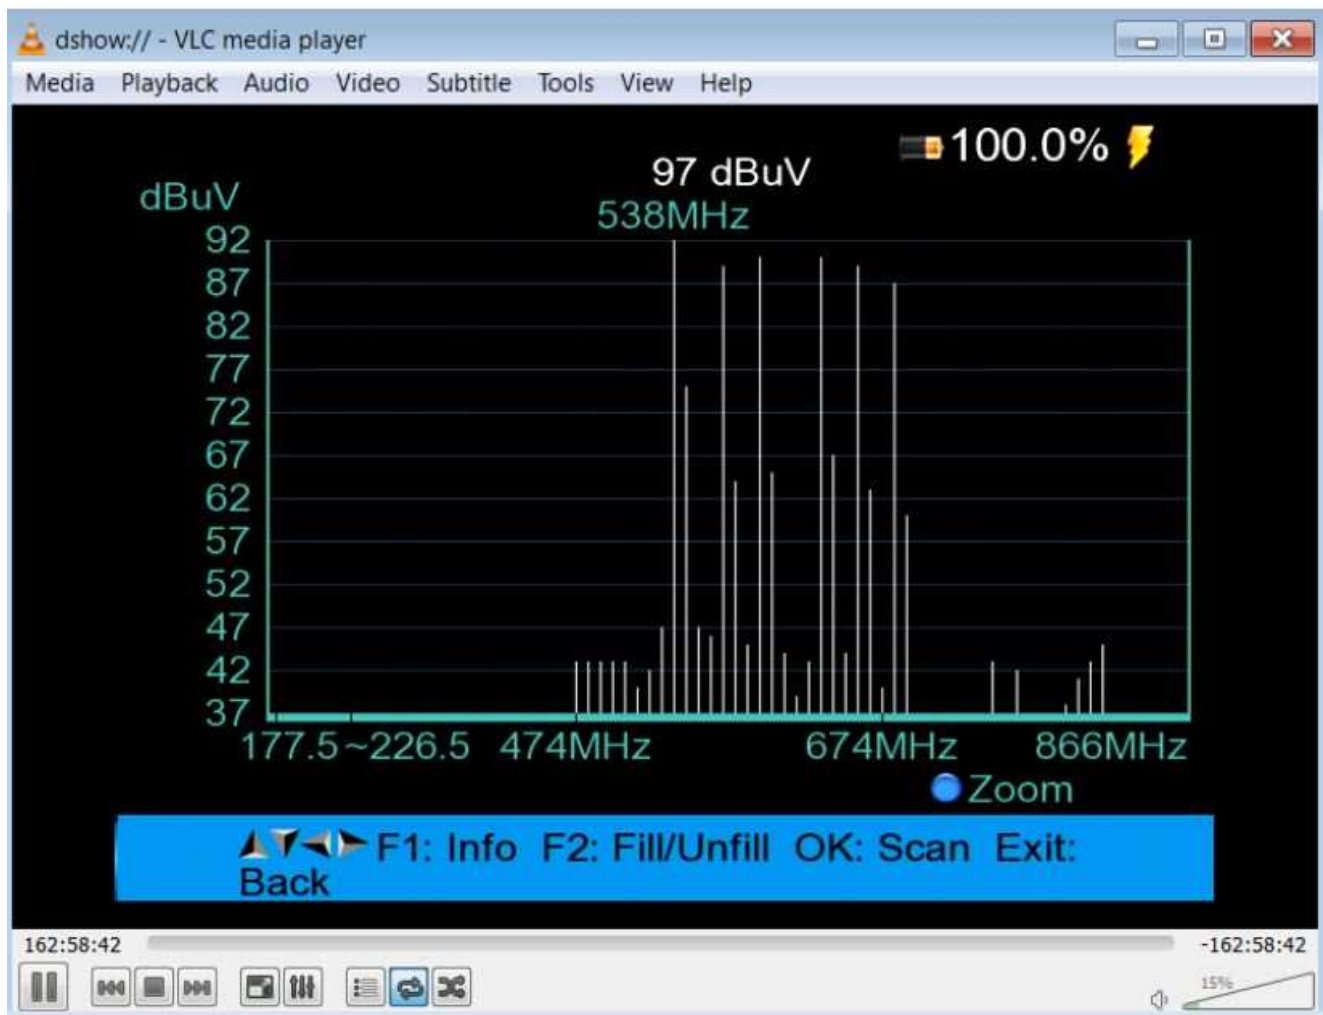 dshow:// - VLC media player
Media Playback Audio Video Subtitle Tools View Help
100.0%
97 dBuV
dBuV
538MHz
92
87
82
77
72
67
62
57
52
47
42
37
177.5~226.5 474MHz 674MHz 866MHz
Zoom
F1: Info F2: Fill/Unfill OK: Scan Exit:
Back
162:58:42 -162:58:42
15%